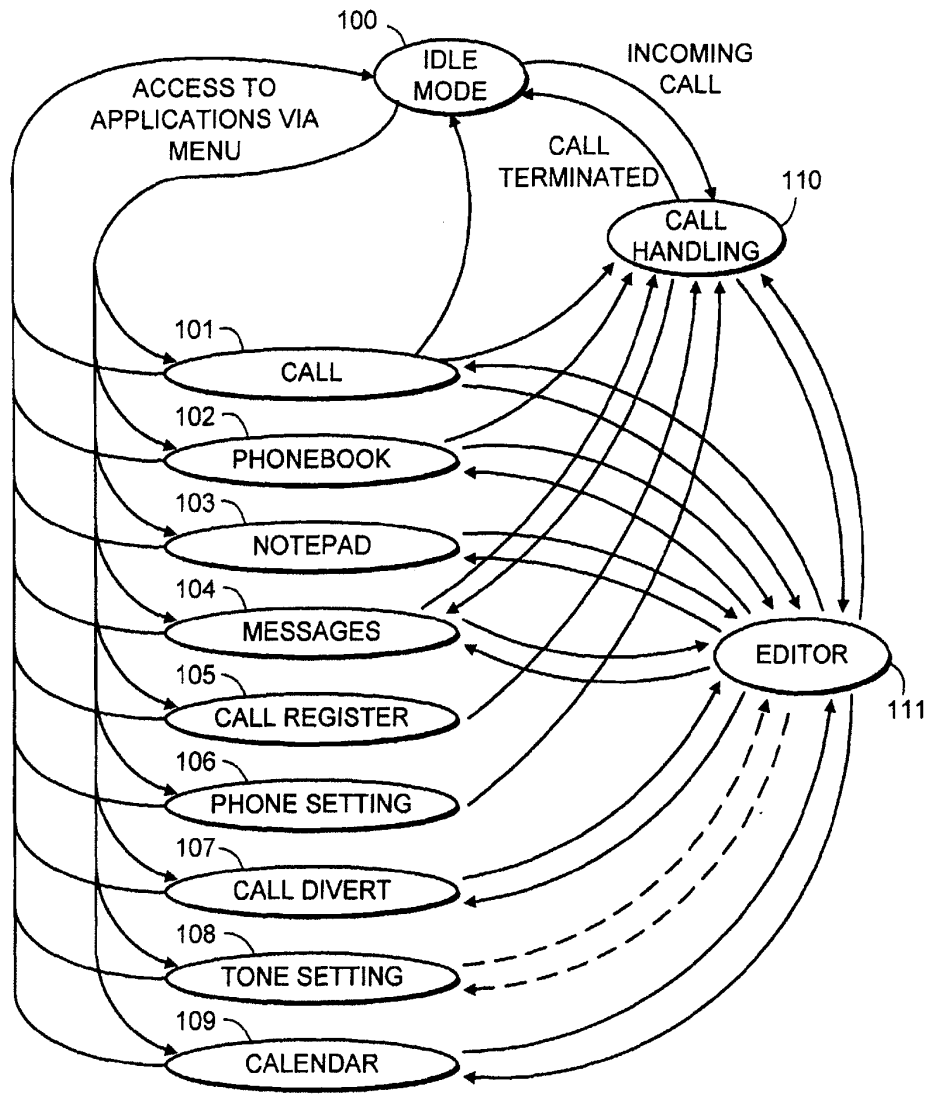 100
IDLE
MODE
INCOMING
CALL
ACCESS TO
APPLICATIONS VIA
MENU
CALL
TERMINATED
110
CALL
HANDLING
101
CALL
102
PHONEBOOK
103
NOTEPAD
104
MESSAGES
EDITOR
111
105
CALL REGISTER
106
PHONE SETTING
107
CALL DIVERT
108
TONE SETTING
109
CALENDAR